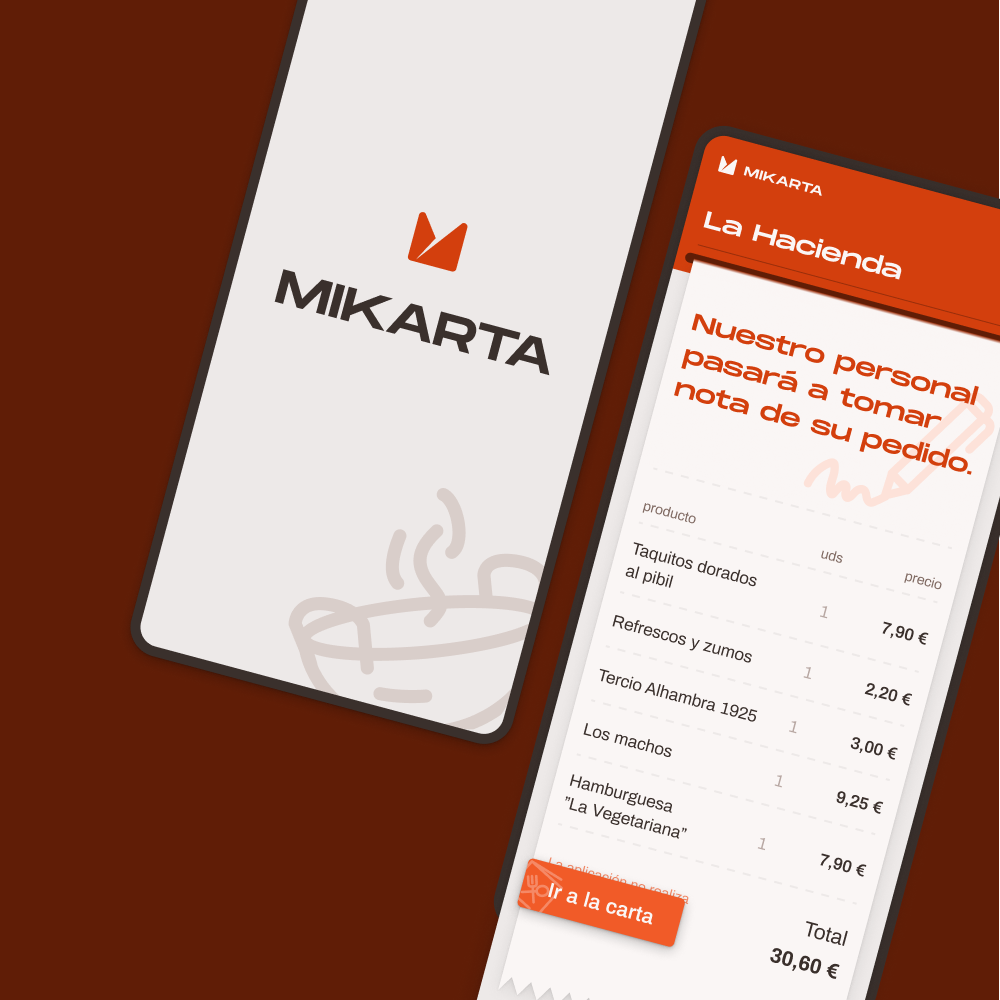 MIKARTA
MIKARTA
La Hacienda
Nuestro personal
pasará a tomar
nota de su pedido.
producto uds precio
Taquitos dorados
al pibil 1 7,90 €
Refrescos y zumos 1 2,20 €
Tercio Alhambra 1925 1 3,00 €
Los machos 1 9,25 €
Hamburguesa
"La Vegetariana" 1 7,90 €
La aplicación no realiza
Ir a la carta
Total
30,60 €